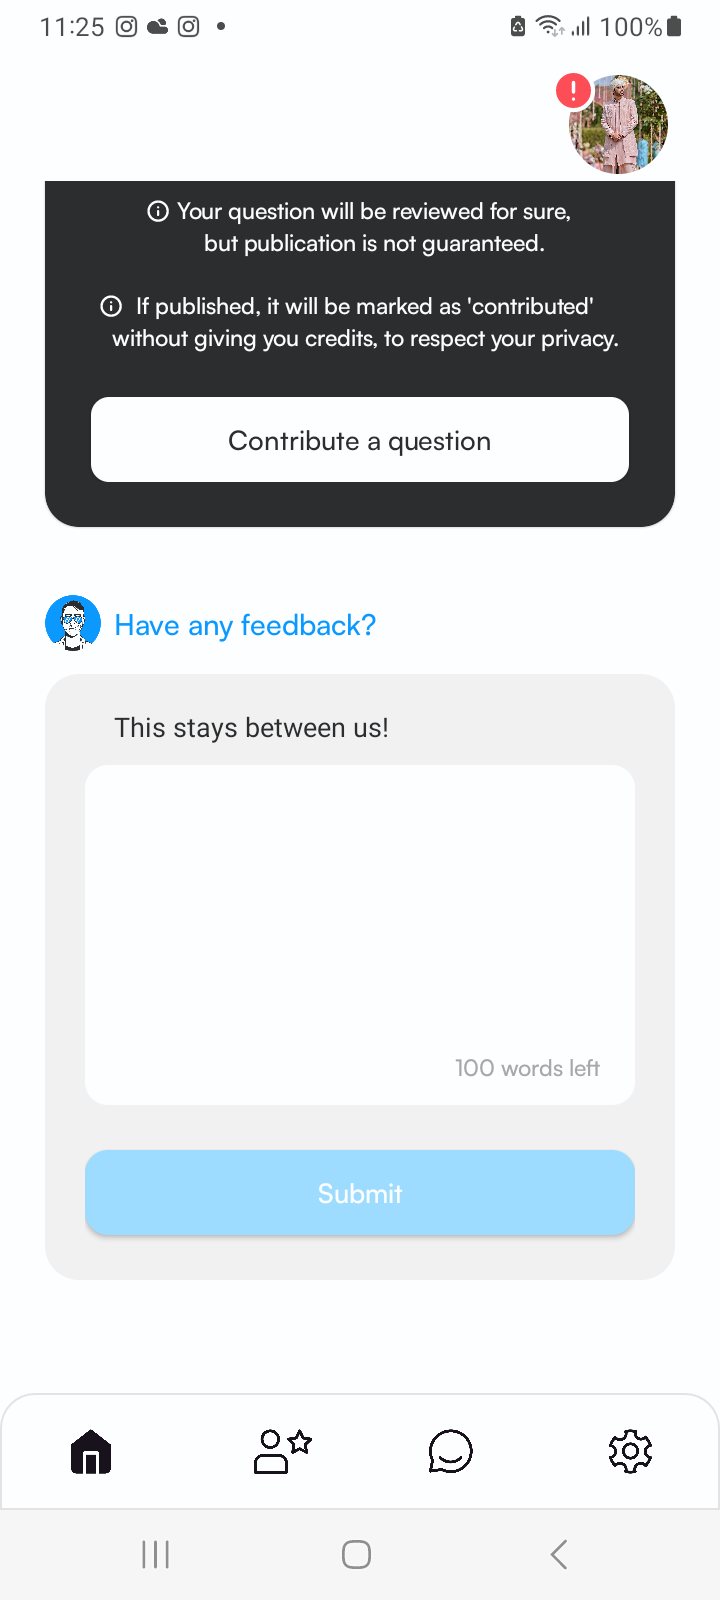 11:25
100%
Your question will be reviewed for sure,
but publication is not guaranteed.
If published, it will be marked as 'contributed'
without giving you credits, to respect your privacy.
Contribute a question
Have any feedback?
This stays between us!
100 words left
Submit